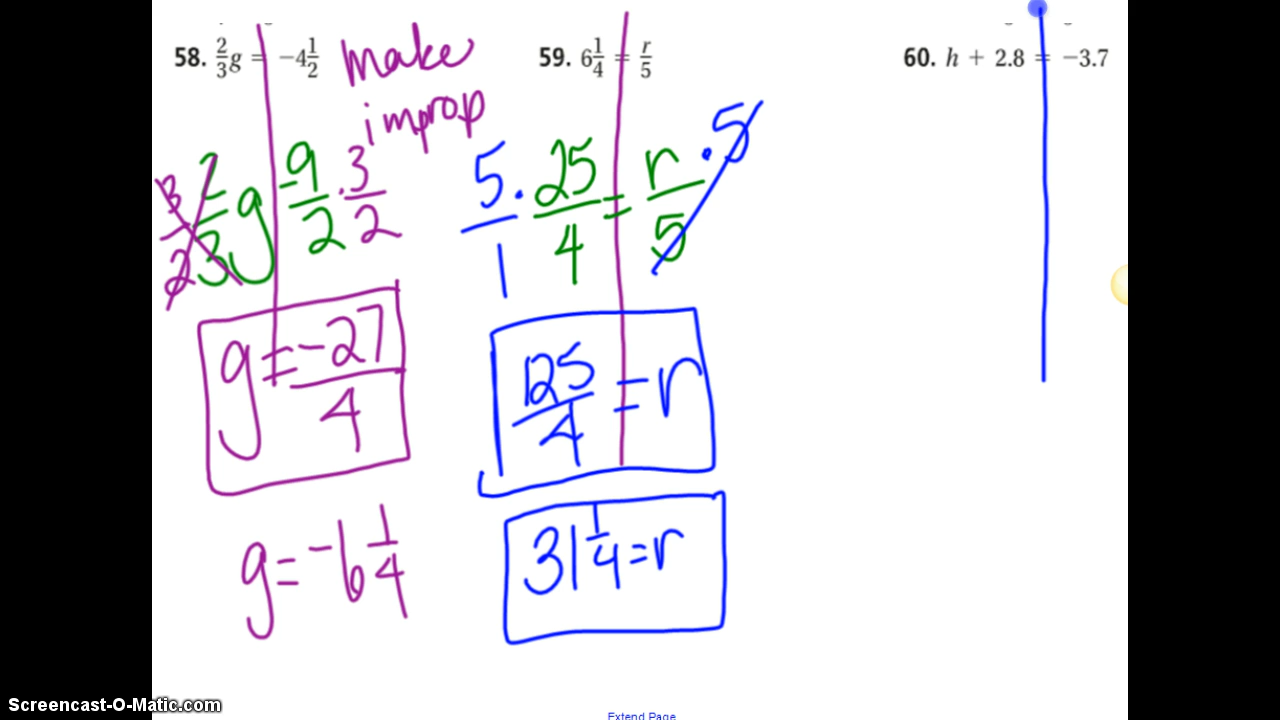 58. 2/3 g = -4 1/2
make
improp
3/2 2/3 g = -9/2 · 3/2
g = -27/4
g = -6 1/4
59. 6 1/4 = r/5
5/1 · 25/4 = r/5 · 5
125/4 = r
31 1/4 = r
60. h + 2.8 = -3.7
Screencast-O-Matic.com
Extend Page